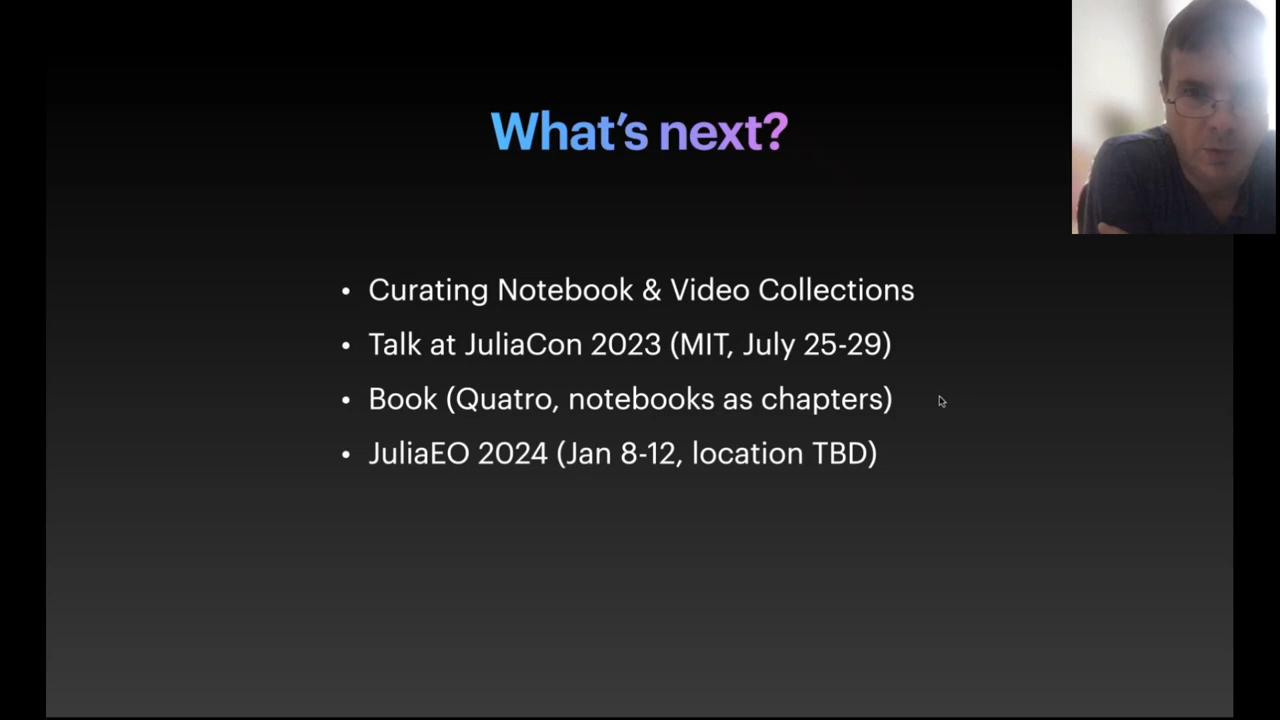 What's next?
• Curating Notebook & Video Collections
• Talk at JuliaCon 2023 (MIT, July 25-29)
• Book (Quatro, notebooks as chapters)
• JuliaEO 2024 (Jan 8-12, location TBD)